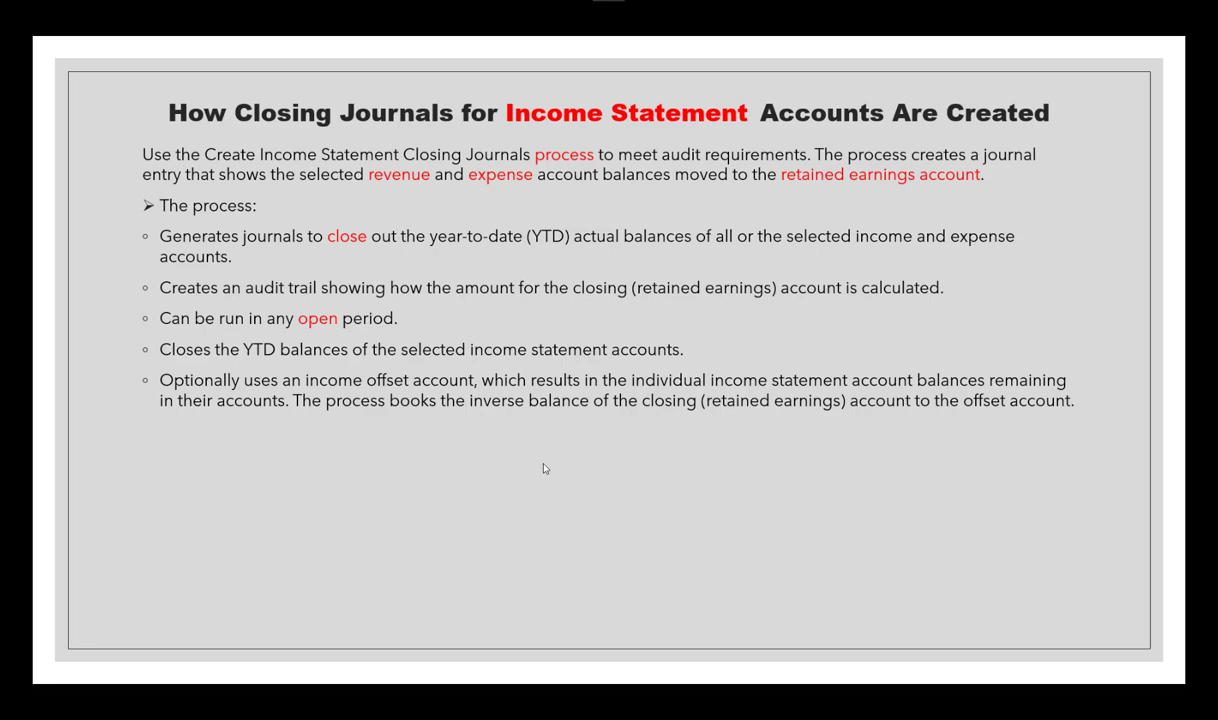 How Closing Journals for Income Statement Accounts Are Created
Use the Create Income Statement Closing Journals process to meet audit requirements. The process creates a journal
entry that shows the selected revenue and expense account balances moved to the retained earnings account.
➢ The process:
◦ Generates journals to close out the year-to-date (YTD) actual balances of all or the selected income and expense
accounts.
◦ Creates an audit trail showing how the amount for the closing (retained earnings) account is calculated.
◦ Can be run in any open period.
◦ Closes the YTD balances of the selected income statement accounts.
◦ Optionally uses an income offset account, which results in the individual income statement account balances remaining
in their accounts. The process books the inverse balance of the closing (retained earnings) account to the offset account.